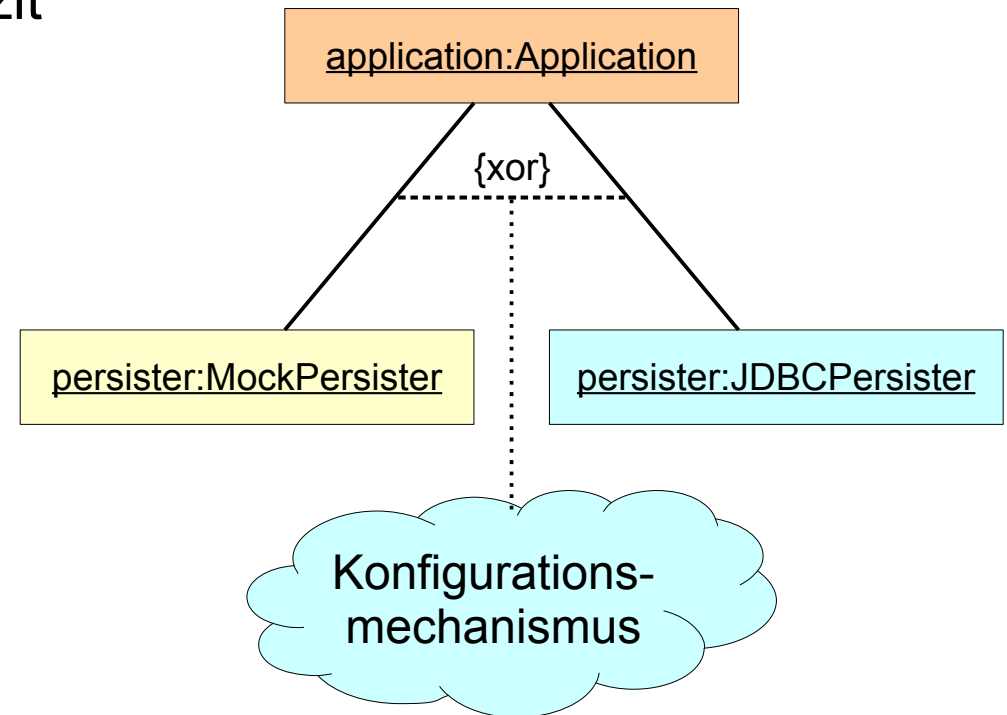 application:Application
{xor}
persister:MockPersister
persister:JDBCPersister
Konfigurations-
mechanismus